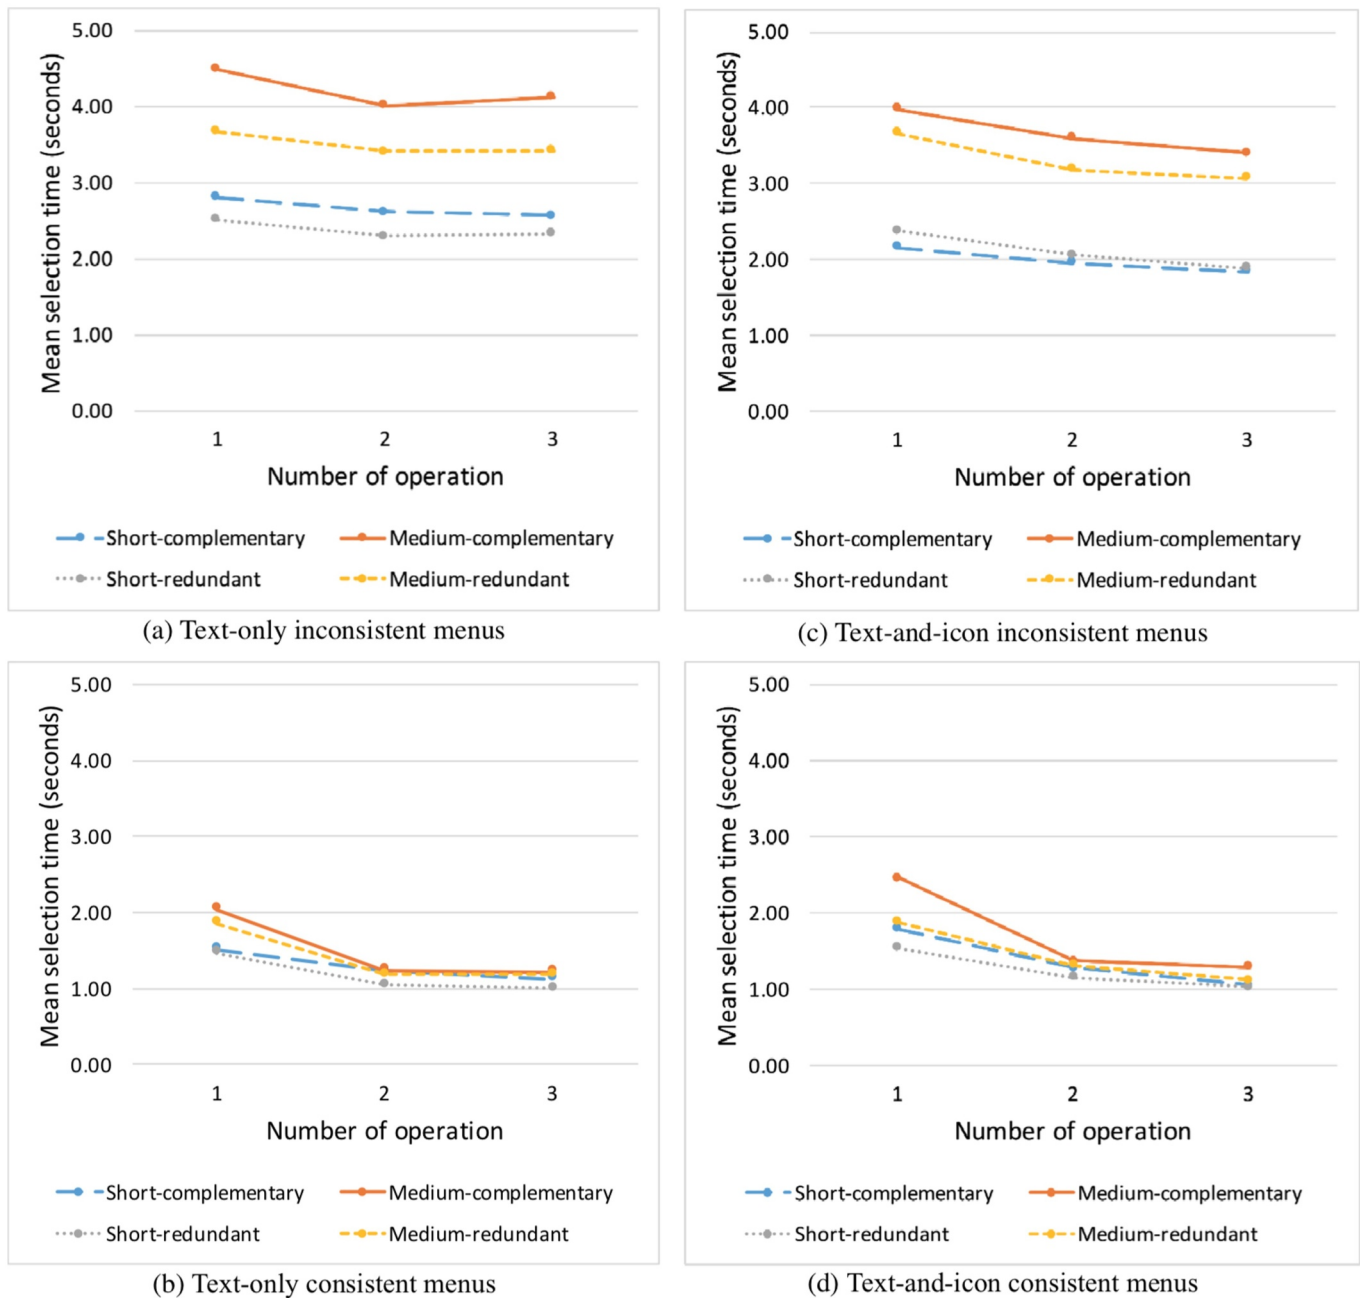 5.00
4.00
3.00
2.00
1.00
0.00
Mean selection time (seconds)
1 2 3
Number of operation
Short-complementary Medium-complementary
Short-redundant Medium-redundant
(a) Text-only inconsistent menus
5.00
4.00
3.00
2.00
1.00
0.00
Mean selection time (seconds)
1 2 3
Number of operation
Short-complementary Medium-complementary
Short-redundant Medium-redundant
(c) Text-and-icon inconsistent menus
5.00
4.00
3.00
2.00
1.00
0.00
Mean selection time (seconds)
1 2 3
Number of operation
Short-complementary Medium-complementary
Short-redundant Medium-redundant
(b) Text-only consistent menus
5.00
4.00
3.00
2.00
1.00
0.00
Mean selection time (seconds)
1 2 3
Number of operation
Short-complementary Medium-complementary
Short-redundant Medium-redundant
(d) Text-and-icon consistent menus